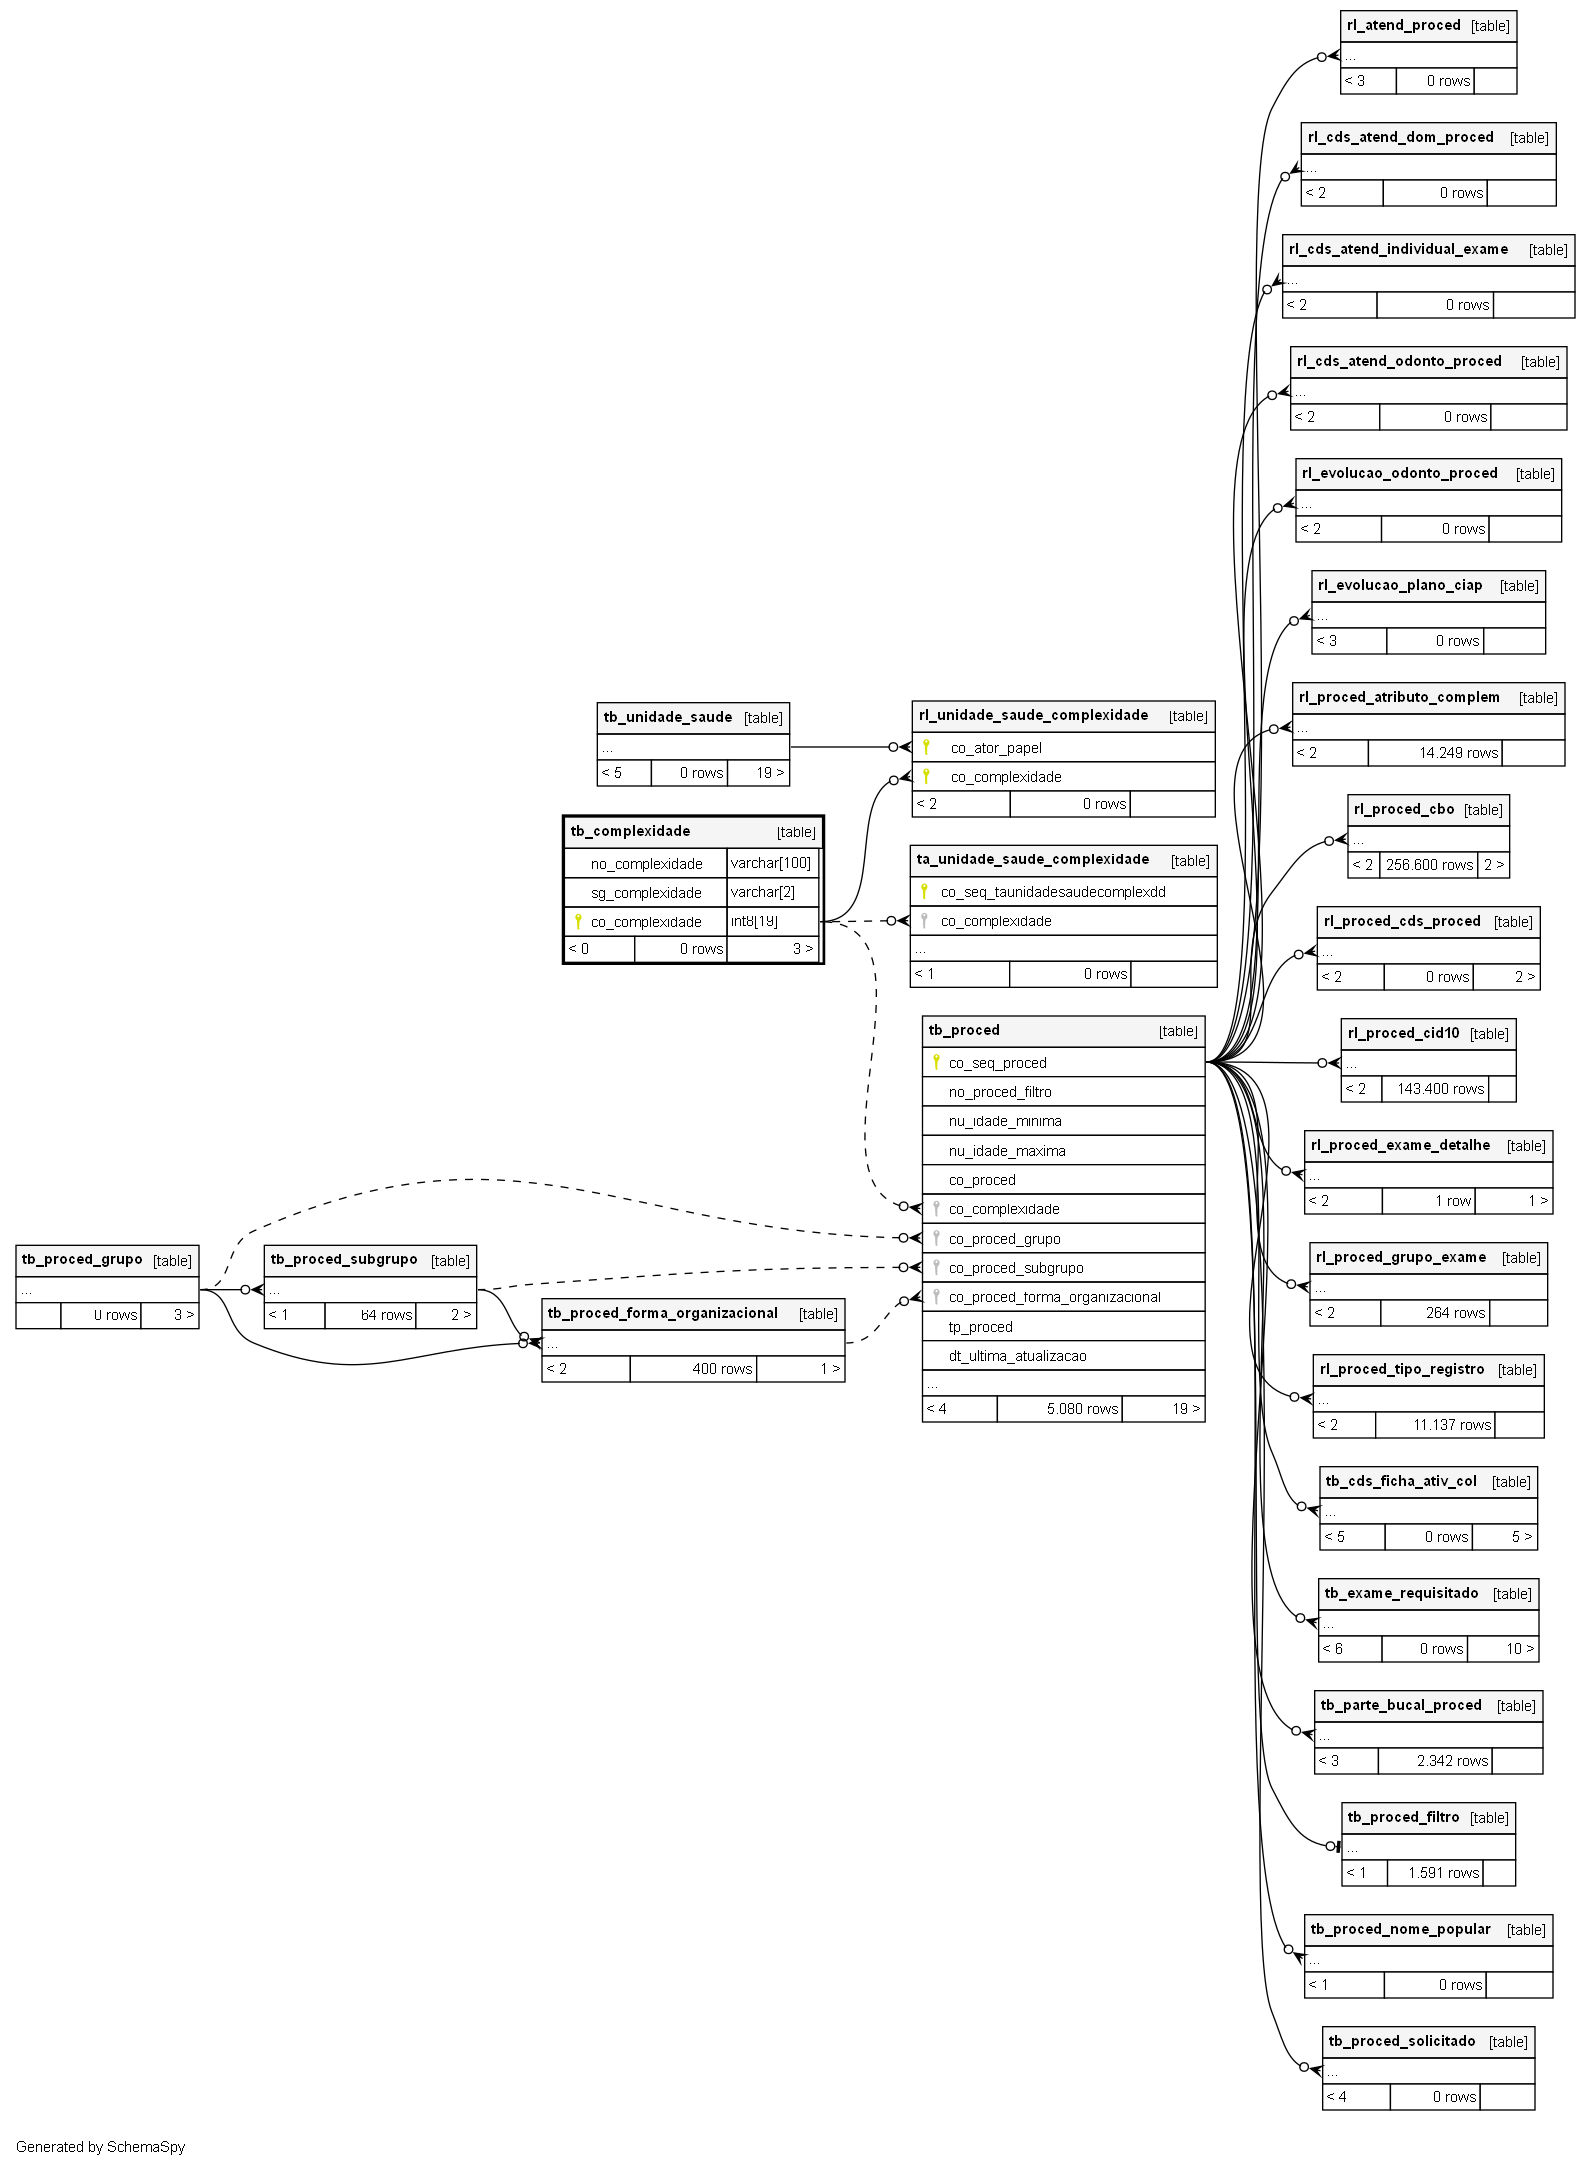 rl_atend_proced [table]
...
< 3 0 rows
rl_cds_atend_dom_proced [table]
...
< 2 0 rows
rl_cds_atend_individual_exame [table]
...
< 2 0 rows
rl_cds_atend_odonto_proced [table]
...
< 2 0 rows
rl_evolucao_odonto_proced [table]
...
< 2 0 rows
rl_evolucao_plano_ciap [table]
...
< 3 0 rows
rl_proced_atributo_complem [table]
...
< 2 14.249 rows
rl_proced_cbo [table]
...
< 2 256.600 rows 2 >
rl_proced_cds_proced [table]
...
< 2 0 rows 2 >
rl_proced_cid10 [table]
...
< 2 143.400 rows
rl_proced_exame_detalhe [table]
...
< 2 1 row 1 >
rl_proced_grupo_exame [table]
...
< 2 264 rows
rl_proced_tipo_registro [table]
...
< 2 11.137 rows
tb_cds_ficha_ativ_col [table]
...
< 5 0 rows 5 >
tb_exame_requisitado [table]
...
< 6 0 rows 10 >
tb_parte_bucal_proced [table]
...
< 3 2.342 rows
tb_proced_filtro [table]
...
< 1 1.591 rows
tb_proced_nome_popular [table]
...
< 1 0 rows
tb_proced_solicitado [table]
...
< 4 0 rows
tb_unidade_saude [table]
...
< 5 0 rows 19 >
rl_unidade_saude_complexidade [table]
co_ator_papel
co_complexidade
< 2 0 rows
tb_complexidade [table]
no_complexidade varchar[100]
sg_complexidade varchar[2]
co_complexidade int8[19]
< 0 0 rows 3 >
ta_unidade_saude_complexidade [table]
co_seq_taunidadesaudecomplexdd
co_complexidade
...
< 1 0 rows
tb_proced [table]
co_seq_proced
no_proced_filtro
nu_idade_minima
nu_idade_maxima
co_proced
co_complexidade
co_proced_grupo
co_proced_subgrupo
co_proced_forma_organizacional
tp_proced
dt_ultima_atualizacao
...
< 4 5.080 rows 19 >
tb_proced_grupo [table]
...
0 rows 3 >
tb_proced_subgrupo [table]
...
< 1 64 rows 2 >
tb_proced_forma_organizacional [table]
...
< 2 400 rows 1 >
Generated by SchemaSpy